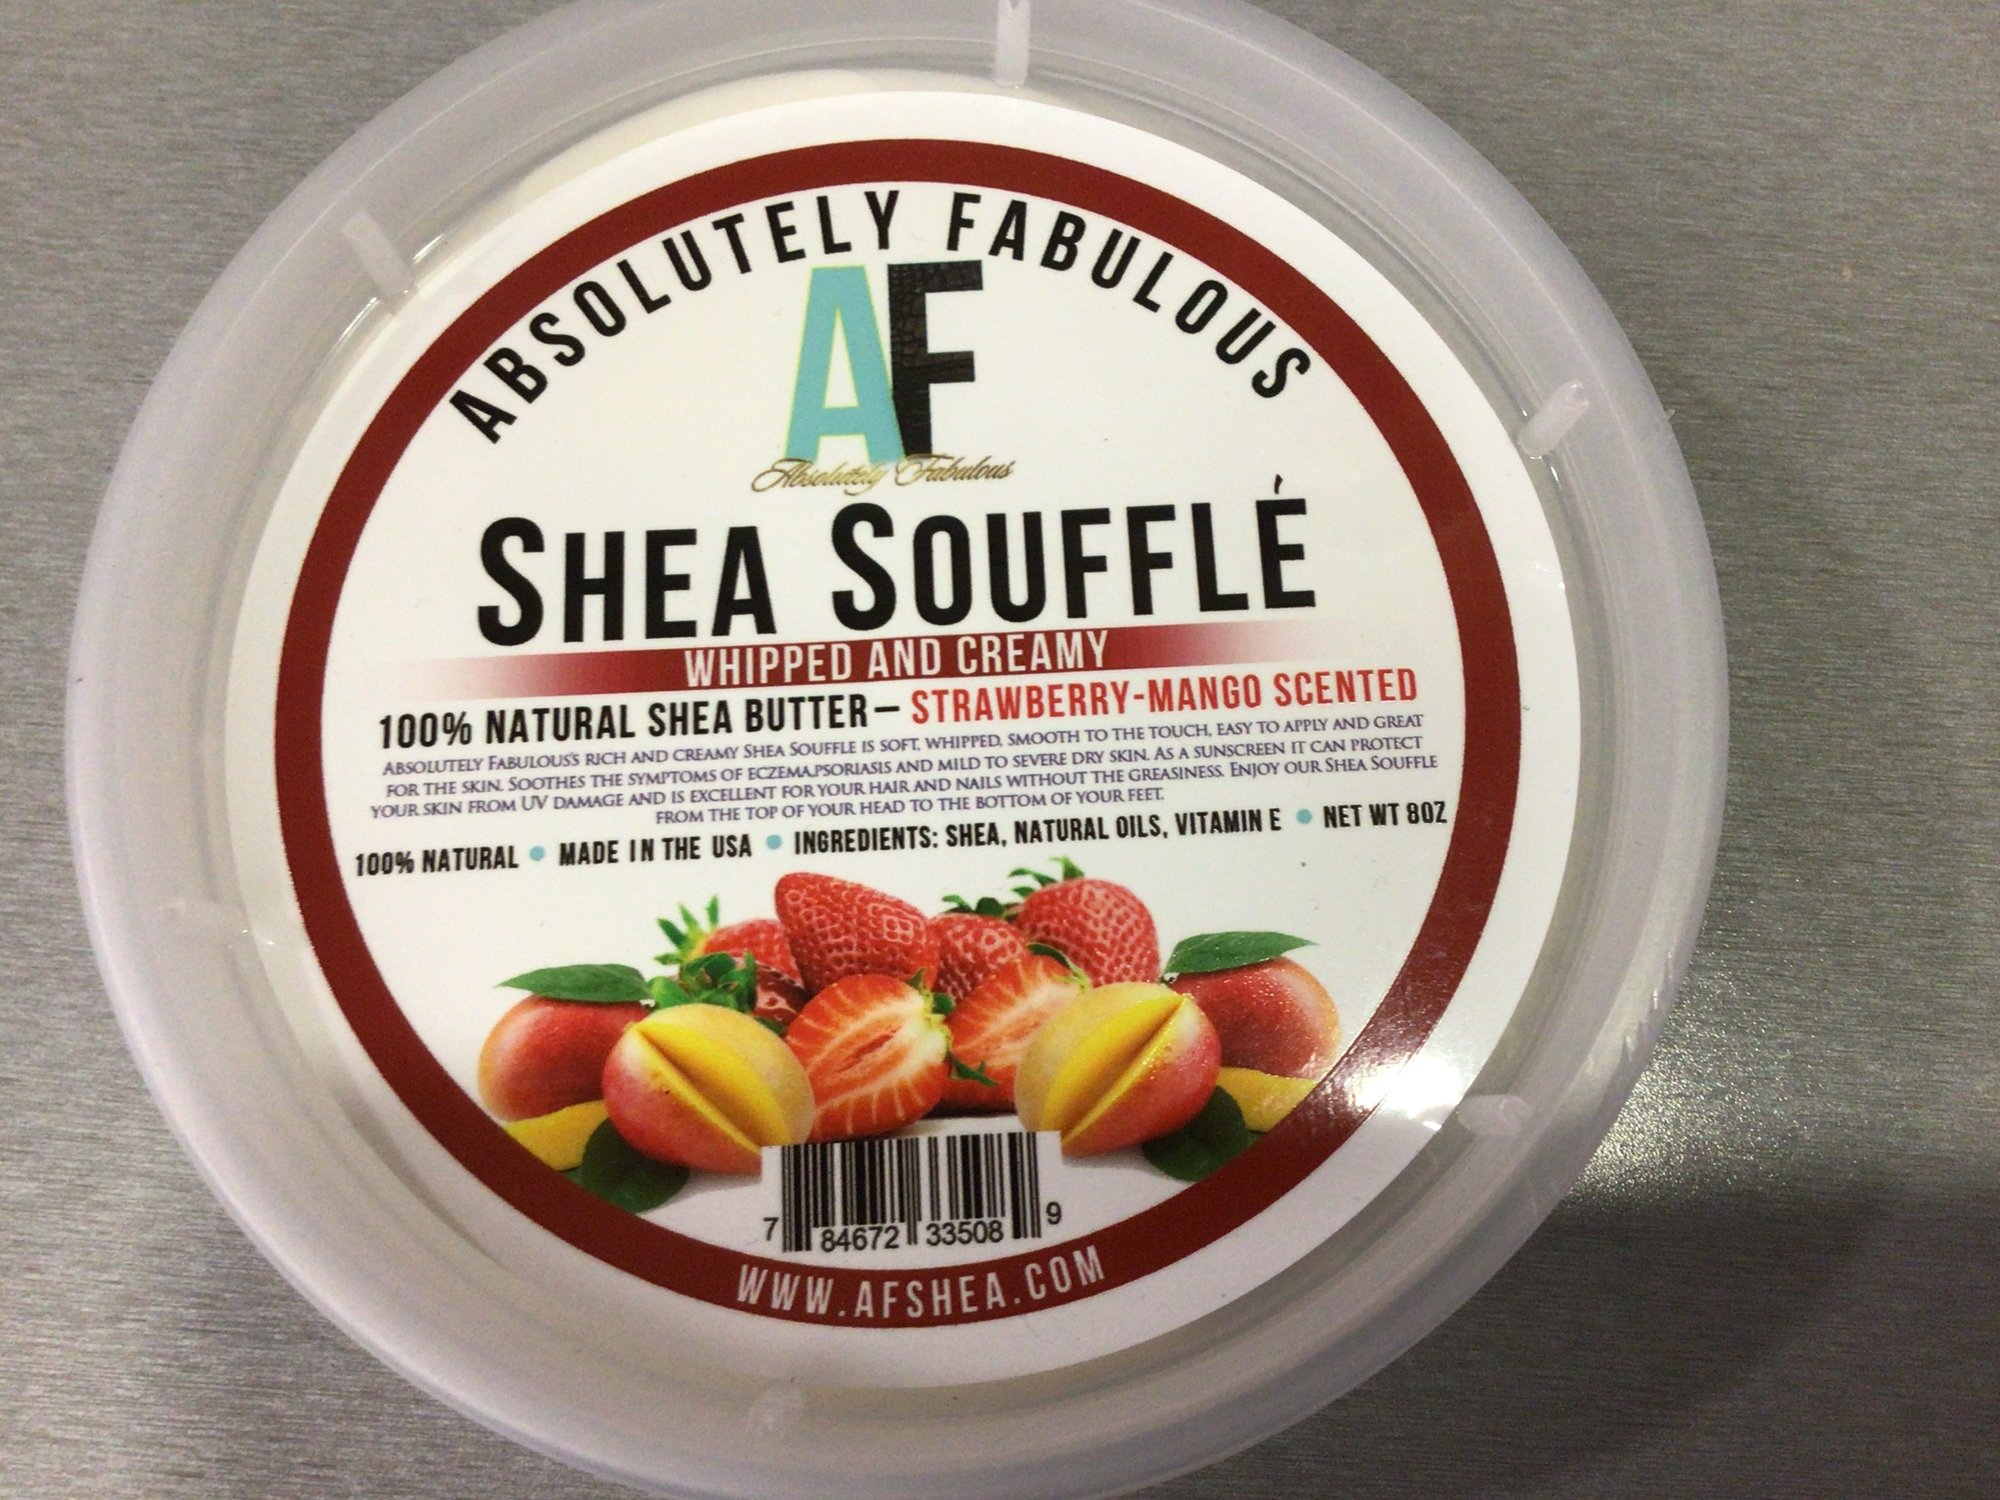 ABSOLUTELY FABULOUS
AF
Absolutely Fabulous
SHEA SOUFFLÉ
WHIPPED AND CREAMY
100% NATURAL SHEA BUTTER– STRAWBERRY-MANGO SCENTED
ABSOLUTELY FABULOUS'S RICH AND CREAMY SHEA SOUFFLE IS SOFT, WHIPPED, SMOOTH TO THE TOUCH, EASY TO APPLY AND GREAT
FOR THE SKIN. SOOTHES THE SYMPTOMS OF ECZEMA,PSORIASIS AND MILD TO SEVERE DRY SKIN. AS A SUNSCREEN IT CAN PROTECT
YOUR SKIN FROM UV DAMAGE AND IS EXCELLENT FOR YOUR HAIR AND NAILS WITHOUT THE GREASINESS. ENJOY OUR SHEA SOUFFLE
FROM THE TOP OF YOUR HEAD TO THE BOTTOM OF YOUR FEET.
100% NATURAL • MADE IN THE USA • INGREDIENTS: SHEA, NATURAL OILS, VITAMIN E • NET WT 8OZ
7 84672 33508 9
WWW.AFSHEA.COM